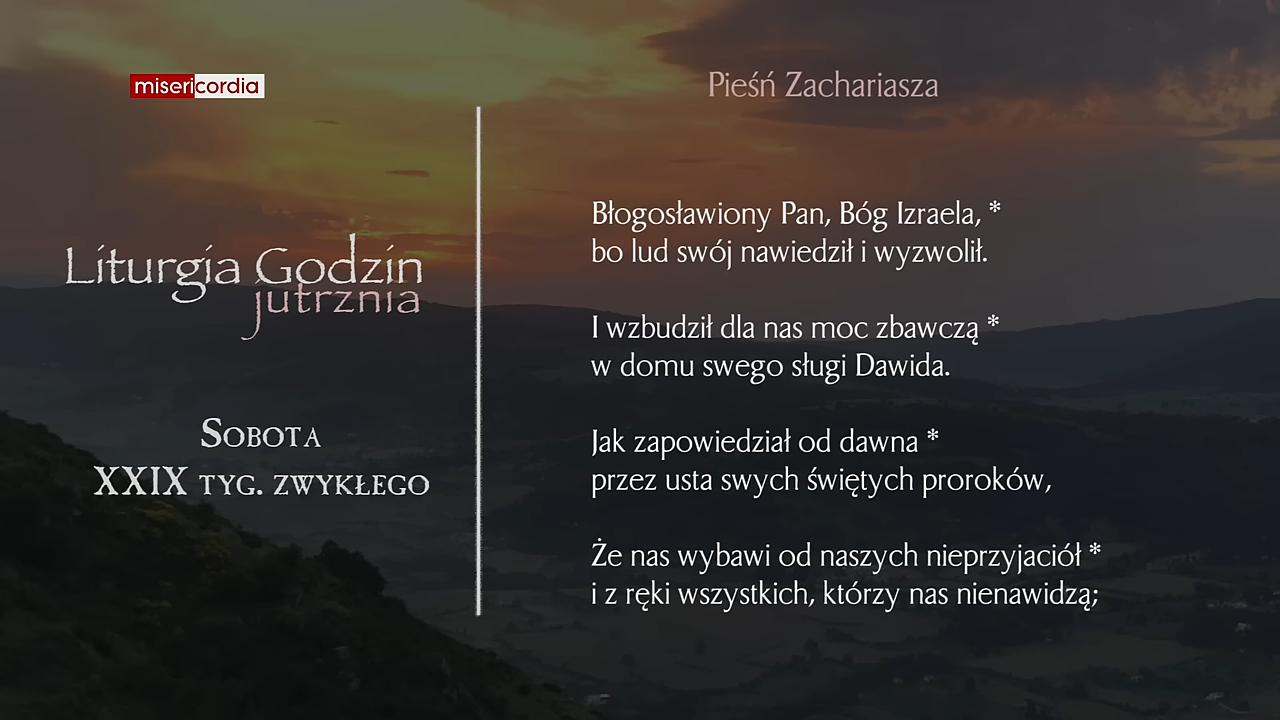 misericordia
Liturgia Godzin
jutrznia
Sobota
XXIX tyg. zwykłego
Pieśń Zachariasza
Błogosławiony Pan, Bóg Izraela, *
bo lud swój nawiedził i wyzwolił.
I wzbudził dla nas moc zbawczą *
w domu swego sługi Dawida.
Jak zapowiedział od dawna *
przez usta swych świętych proroków,
Że nas wybawi od naszych nieprzyjaciół *
i z ręki wszystkich, którzy nas nienawidzą;